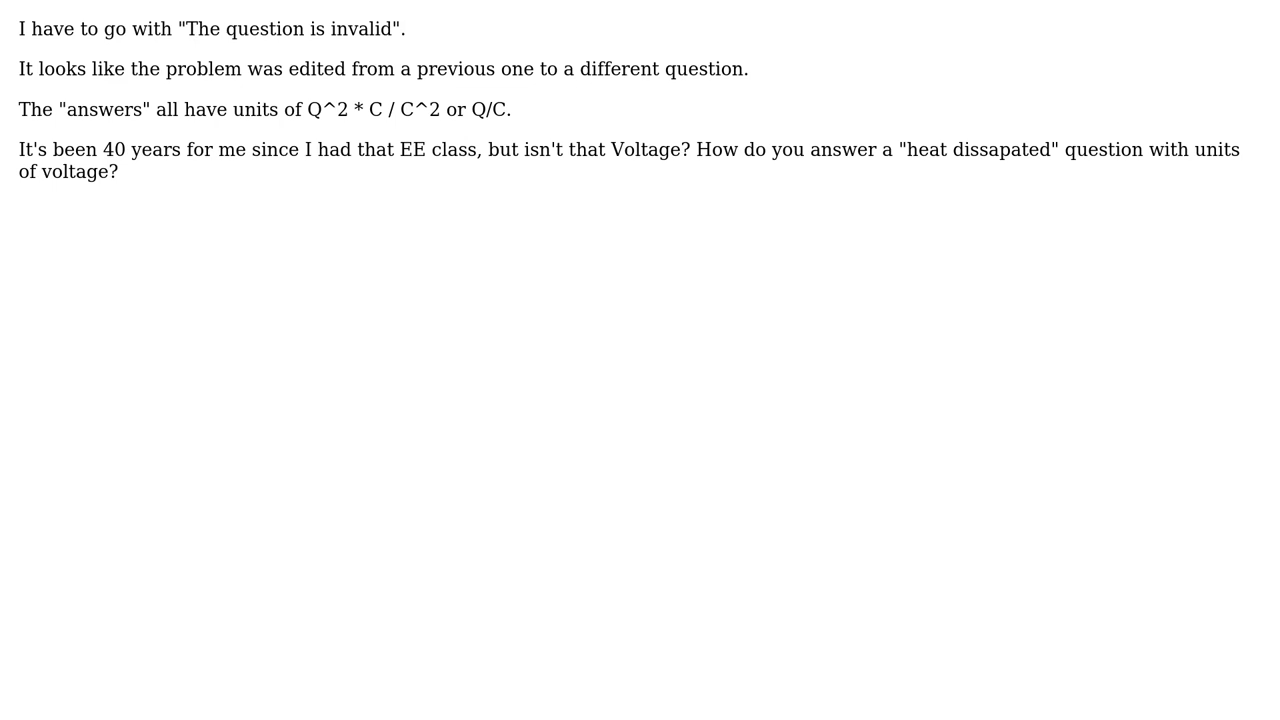 I have to go with "The question is invalid".
It looks like the problem was edited from a previous one to a different question.
The "answers" all have units of Q^2 * C / C^2 or Q/C.
It's been 40 years for me since I had that EE class, but isn't that Voltage? How do you answer a "heat dissapated" question with units
of voltage?